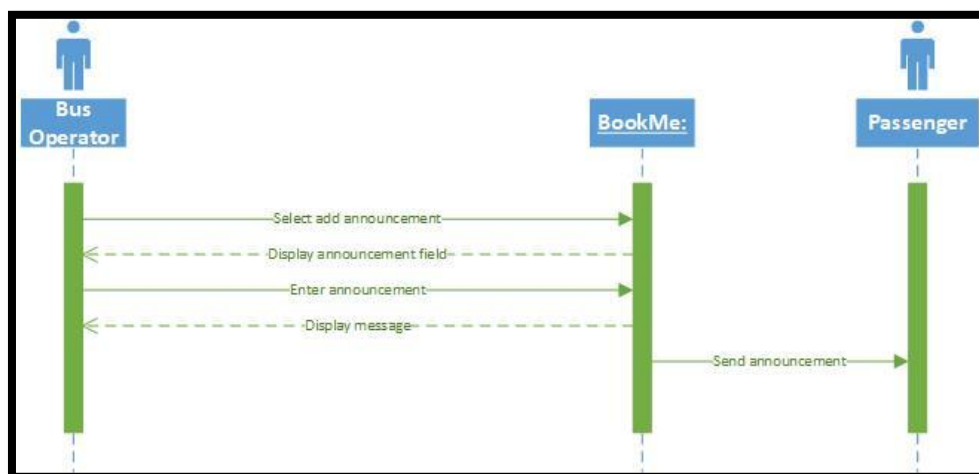 Bus
Operator
BookMe:
Passenger
Select add announcement
Display announcement field
Enter announcement
Display message
Send announcement